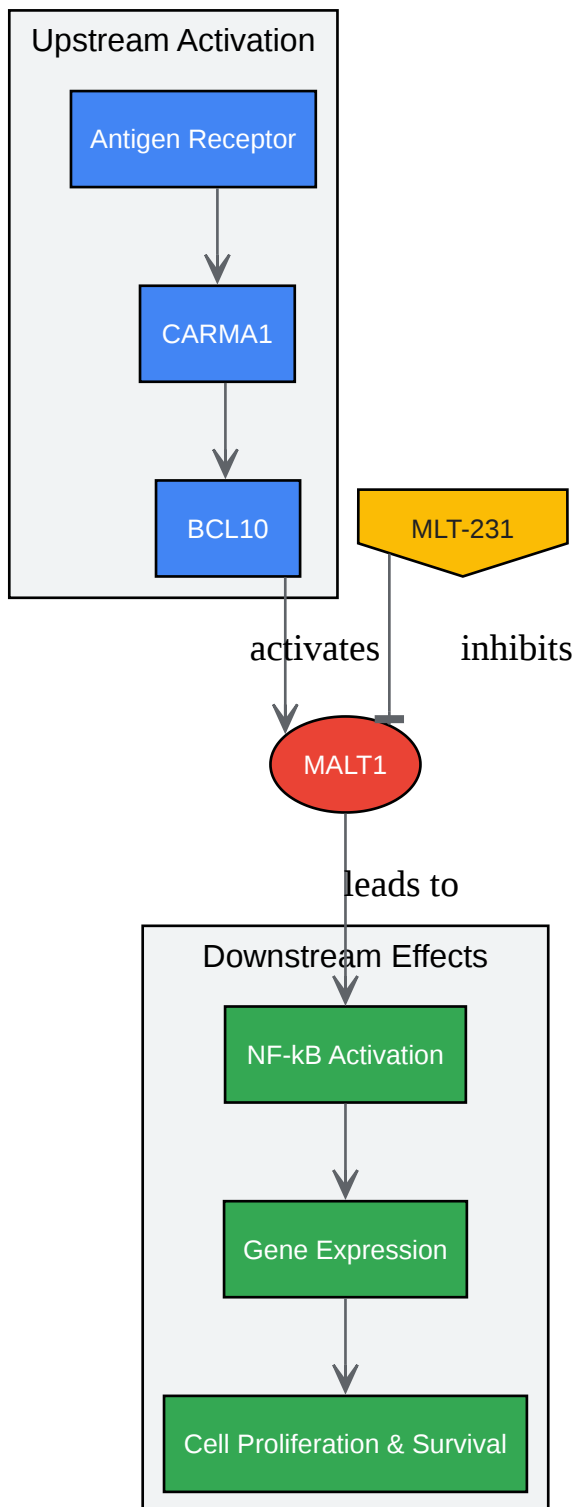 Upstream Activation
Antigen Receptor
CARMA1
BCL10
MLT-231
activates
inhibits
MALT1
leads to
Downstream Effects
NF-kB Activation
Gene Expression
Cell Proliferation & Survival